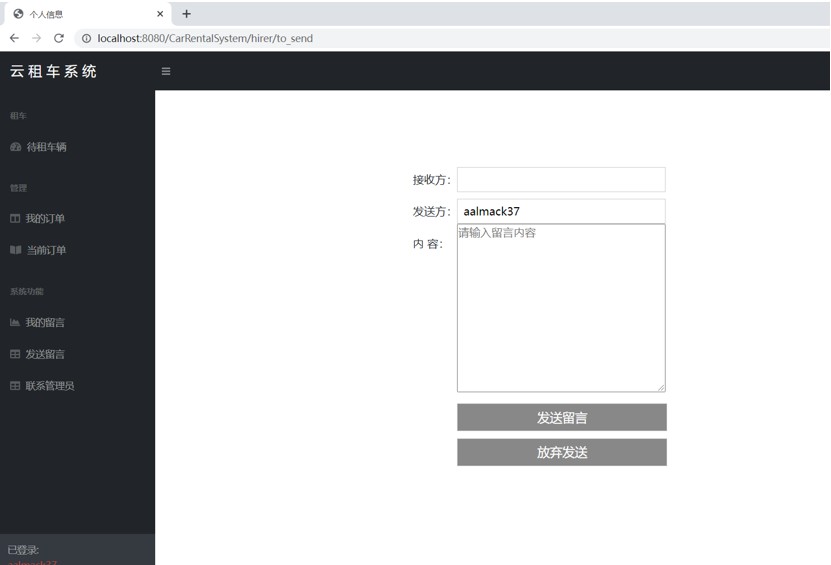 个人信息
localhost:8080/CarRentalSystem/hirer/to_send
云租车系统
租车
待租车辆
管理
我的订单
当前订单
系统功能
我的留言
发送留言
联系管理员
接收方:
发送方: aalmack37
内 容: 请输入留言内容
发送留言
放弃发送
已登录:
aalmack37